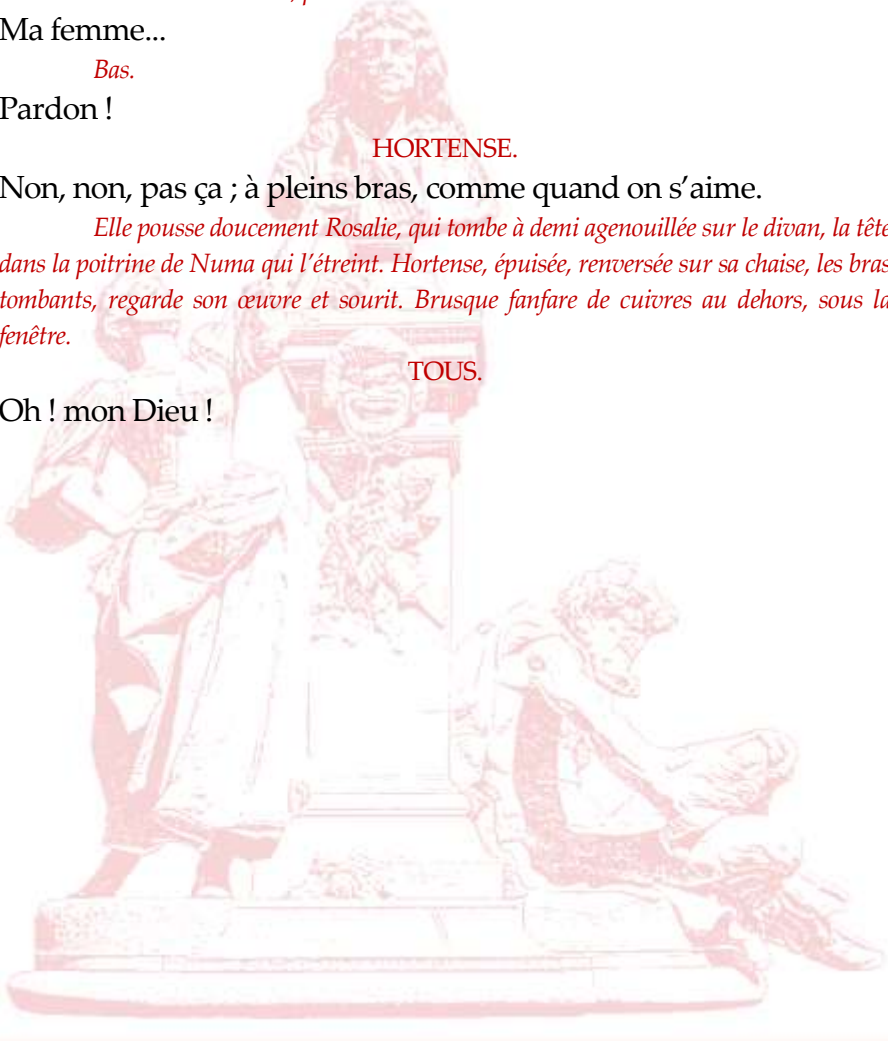 Ma femme...
Bas.
Pardon !
HORTENSE.
Non, non, pas ça ; à pleins bras, comme quand on s’aime.
Elle pousse doucement Rosalie, qui tombe à demi agenouillée sur le divan, la tête
dans la poitrine de Numa qui l’étreint. Hortense, épuisée, renversée sur sa chaise, les bras
tombants, regarde son œuvre et sourit. Brusque fanfare de cuivres au dehors, sous la
fenêtre.
TOUS.
Oh ! mon Dieu !